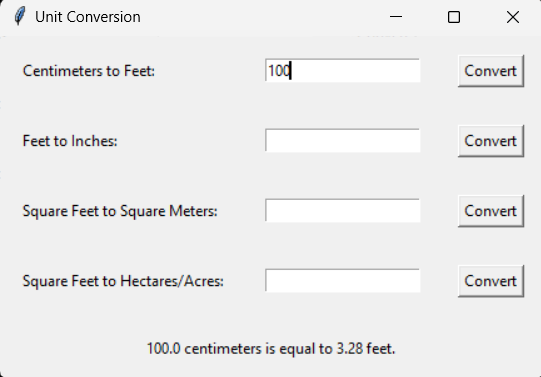 Unit Conversion
Centimeters to Feet: 100 Convert
Feet to Inches: Convert
Square Feet to Square Meters: Convert
Square Feet to Hectares/Acres: Convert
100.0 centimeters is equal to 3.28 feet.